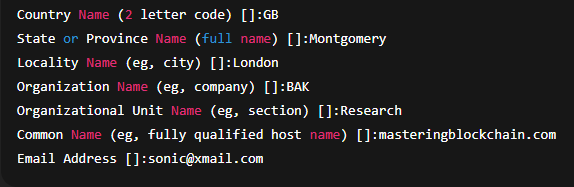 Country Name (2 letter code) []:GB
State or Province Name (full name) []:Montgomery
Locality Name (eg, city) []:London
Organization Name (eg, company) []:BAK
Organizational Unit Name (eg, section) []:Research
Common Name (eg, fully qualified host name) []:masteringblockchain.com
Email Address []:sonic@xmail.com